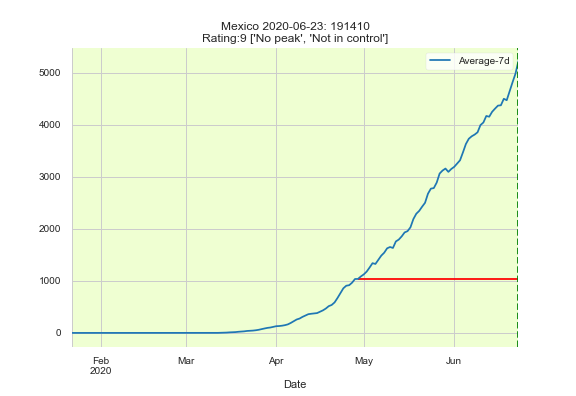 Mexico 2020-06-23: 191410
Rating:9 ['No peak', 'Not in control']
Average-7d
5000
4000
3000
2000
1000
0
Feb Mar Apr May Jun
2020
Date